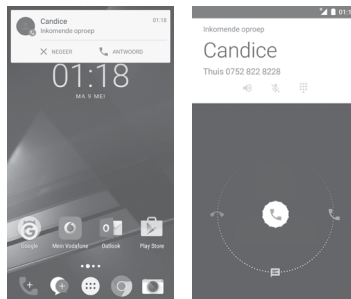 Candice
01:18
Inkomende oproep
NEGEER
ANTWOORD
01:18
MA 9 MEI
Google
Mein Vodafone
Outlook
Play Store
01:1
Inkomende oproep
Candice
Thuis 0752 822 8228